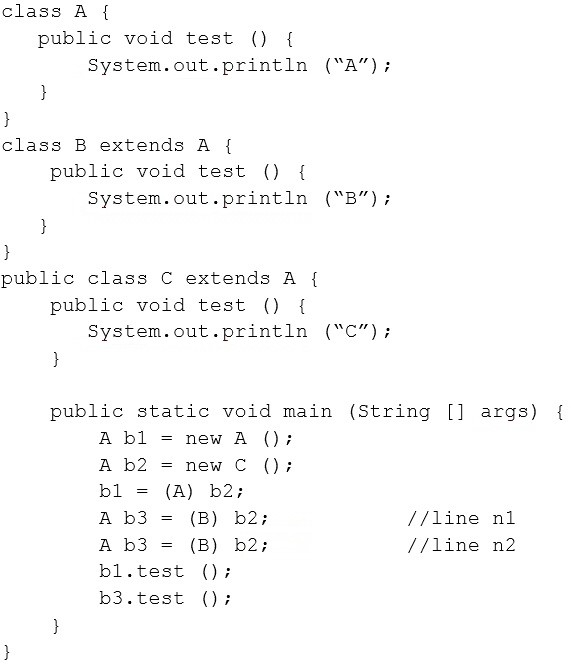 class A {
public void test () {
System.out.println (“A”);
}
}
class B extends A {
public void test () {
System.out.println (“B”);
}
}
public class C extends A {
public void test () {
System.out.println (“C”);
}
public static void main (String [] args) {
A b1 = new A ();
A b2 = new C ();
b1 = (A) b2;
A b3 = (B) b2; //line n1
A b3 = (B) b2; //line n2
b1.test ();
b3.test ();
}
}